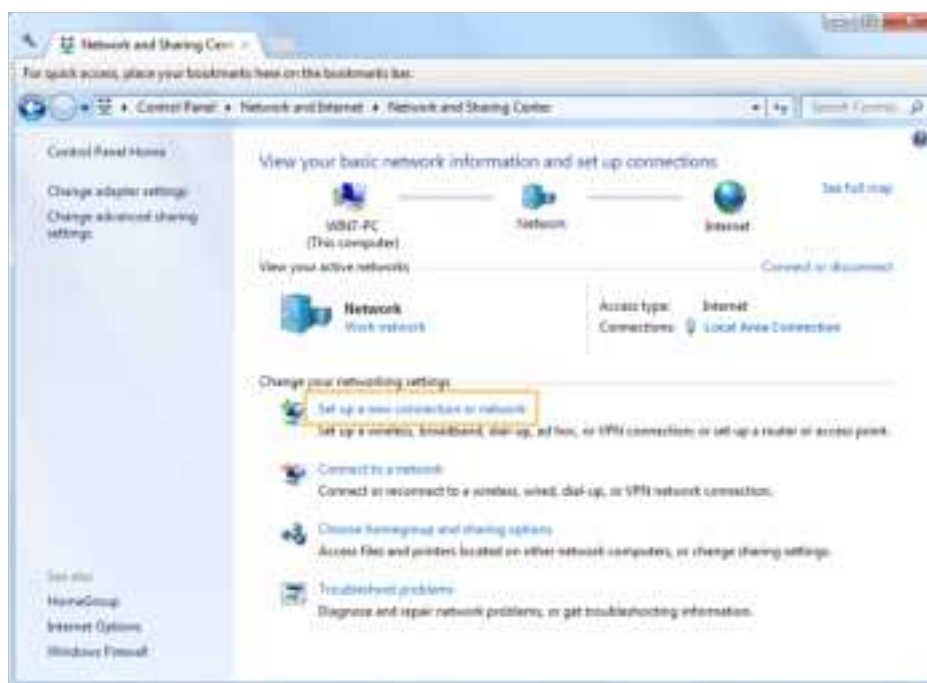 Network and Sharing Cen
For quick access, place your bookmarks here on the bookmarks bar.
Control Panel Network and Internet Network and Sharing Center
Control Panel Home
Change adapter settings
Change advanced sharing
settings
See also
HomeGroup
Internet Options
Windows Firewall
View your basic network information and set up connections
See full map
WIN7-PC
(This computer)
Network
Internet
View your active networks
Connect or disconnect
Network
Work network
Access type: Internet
Connections: Local Area Connection
Change your networking settings
Set up a new connection or network
Set up a wireless, broadband, dial-up, ad hoc, or VPN connection; or set up a router or access point.
Connect to a network
Connect or reconnect to a wireless, wired, dial-up, or VPN network connection.
Choose homegroup and sharing options
Access files and printers located on other network computers, or change sharing settings.
Troubleshoot problems
Diagnose and repair network problems, or get troubleshooting information.